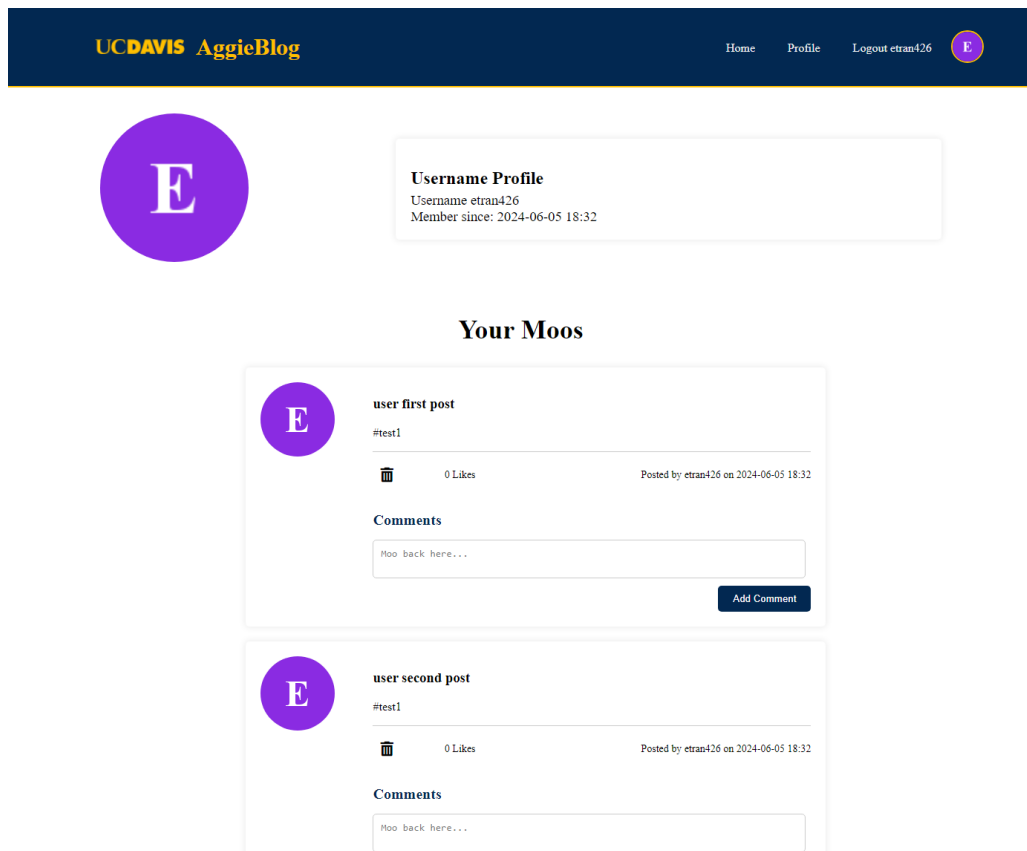 UCDAVIS AggieBlog
Home Profile Logout etran426 E
E
Username Profile
Username etran426
Member since: 2024-06-05 18:32
Your Moos
E
user first post
#test1
0 Likes Posted by etran426 on 2024-06-05 18:32
Comments
Moo back here...
Add Comment
E
user second post
#test1
0 Likes Posted by etran426 on 2024-06-05 18:32
Comments
Moo back here...